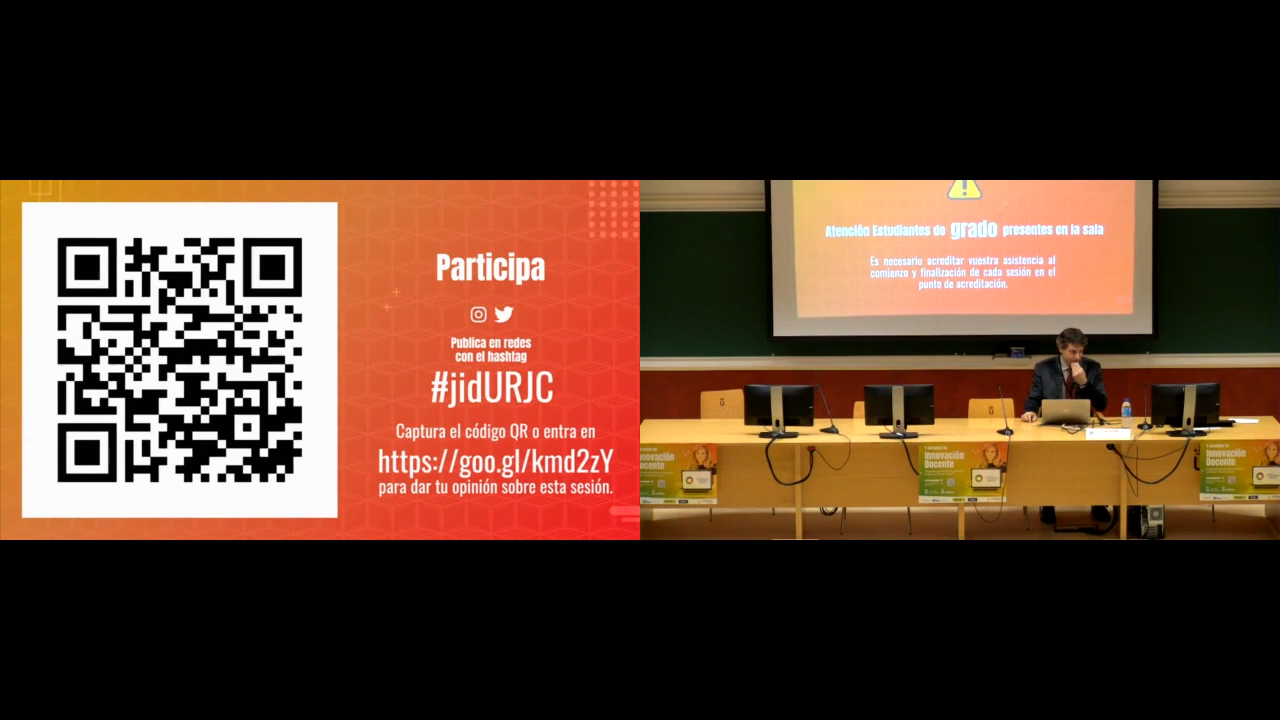 Participa
Publica en redes
con el hashtag
#jidURJC
Captura el código QR o entra en
https://goo.gl/kmd2zY
para dar tu opinión sobre esta sesión.
Atención Estudiantes de grado presentes en la sala
Es necesario acreditar vuestra asistencia al
comienzo y finalización de cada sesión en el
punto de acreditación.
Innovación
Docente
Innovación
Docente
Innovación
Docente